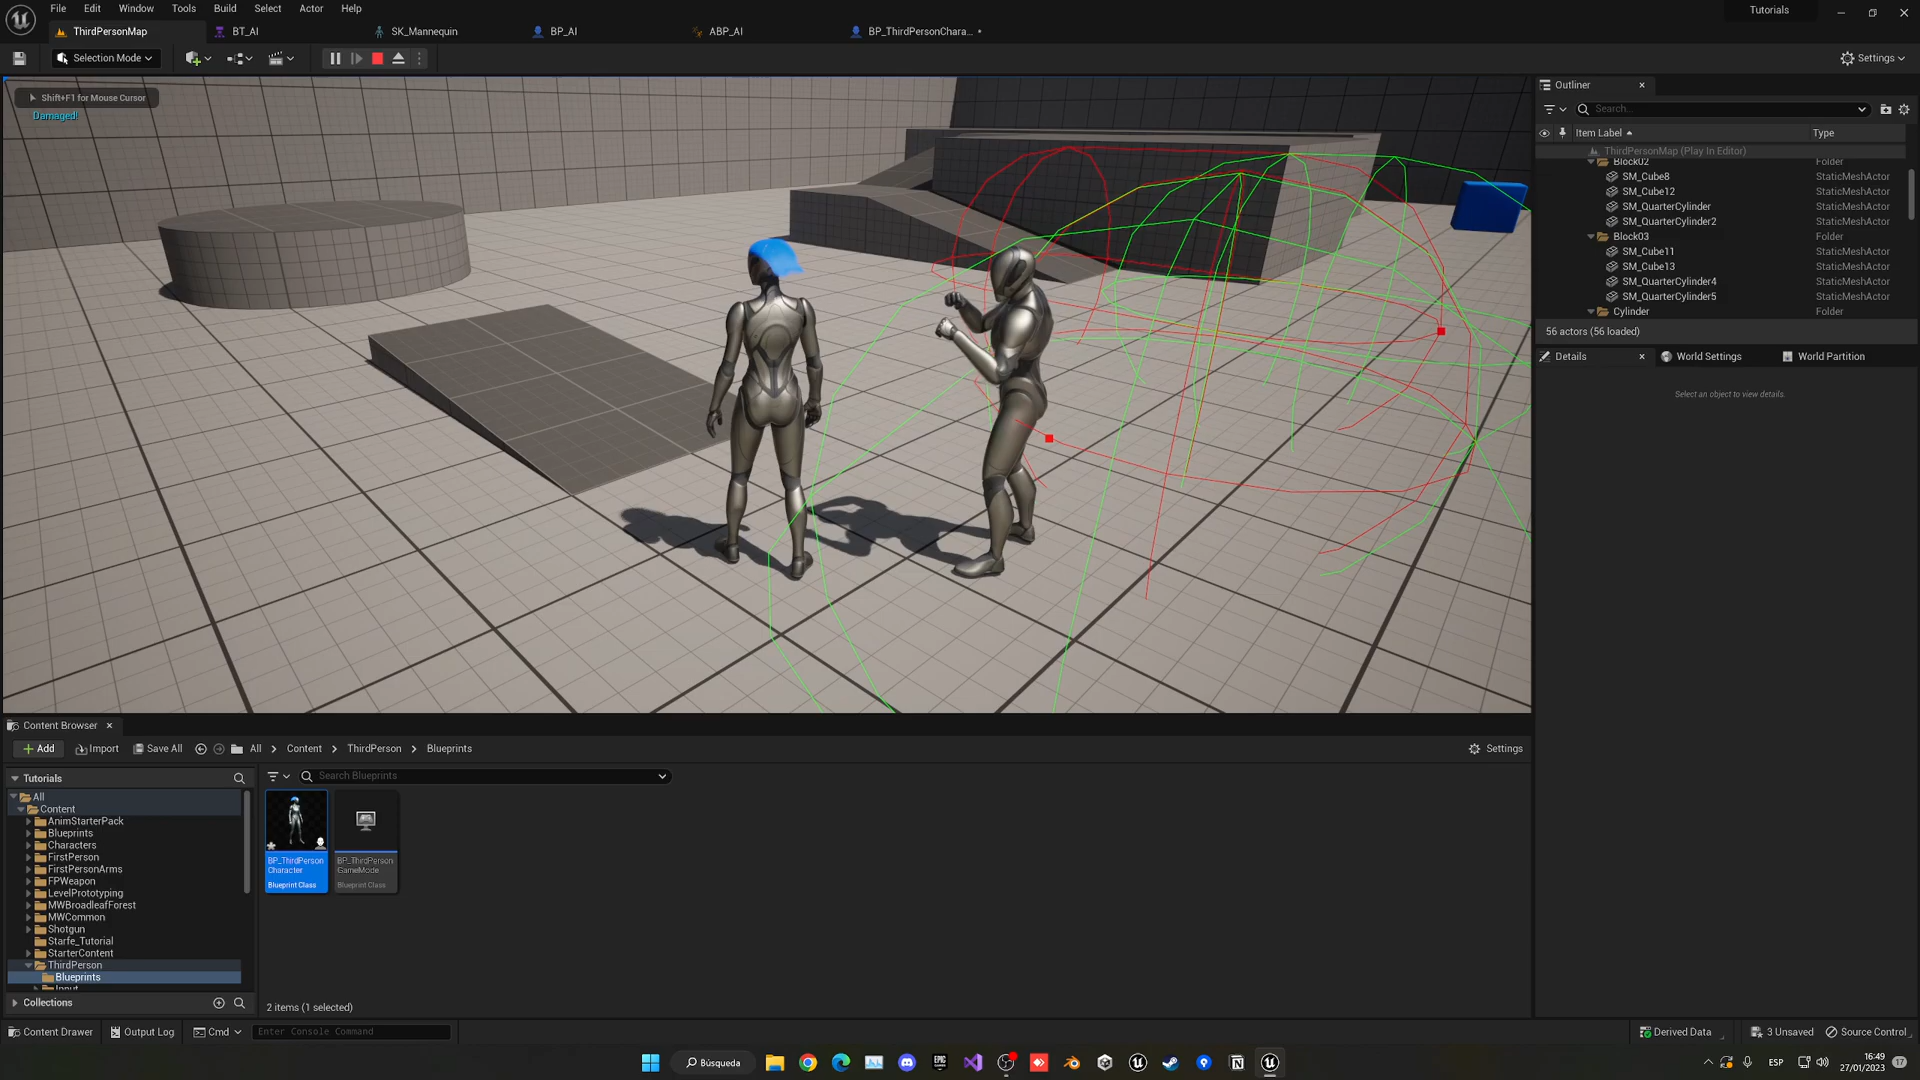 File Edit Window Tools Build Select Actor Help
Tutorials
ThirdPersonMap
BT_AI
SK_Mannequin
BP_AI
ABP_AI
BP_ThirdPersonChara... *
Selection Mode
Settings
Shift+F1 for Mouse Cursor
Damaged!
Outliner
Search...
Item Label
Type
ThirdPersonMap (Play In Editor)
Block02 Folder
SM_Cube8 StaticMeshActor
SM_Cube12 StaticMeshActor
SM_QuarterCylinder StaticMeshActor
SM_QuarterCylinder2 StaticMeshActor
Block03 Folder
SM_Cube11 StaticMeshActor
SM_Cube13 StaticMeshActor
SM_QuarterCylinder4 StaticMeshActor
SM_QuarterCylinder5 StaticMeshActor
Cylinder Folder
56 actors (56 loaded)
Details
World Settings
World Partition
Select an object to view details.
Content Browser
Add Import Save All All > Content > ThirdPerson > Blueprints
Settings
Tutorials
Search Blueprints
All
Content
AnimStarterPack
Blueprints
Characters
FirstPerson
FirstPersonArms
FPWeapon
LevelPrototyping
MWBroadleafForest
MWCommon
Shotgun
Starfe_Tutorial
StarterContent
ThirdPerson
Blueprints
Input
BP_ThirdPerson
Character
Blueprint Class
BP_ThirdPerson
GameMode
Blueprint Class
Collections
2 items (1 selected)
Content Drawer
Output Log
Cmd
Enter Console Command
Derived Data
3 Unsaved
Source Control
Búsqueda
ESP
16:49
27/01/2023
17